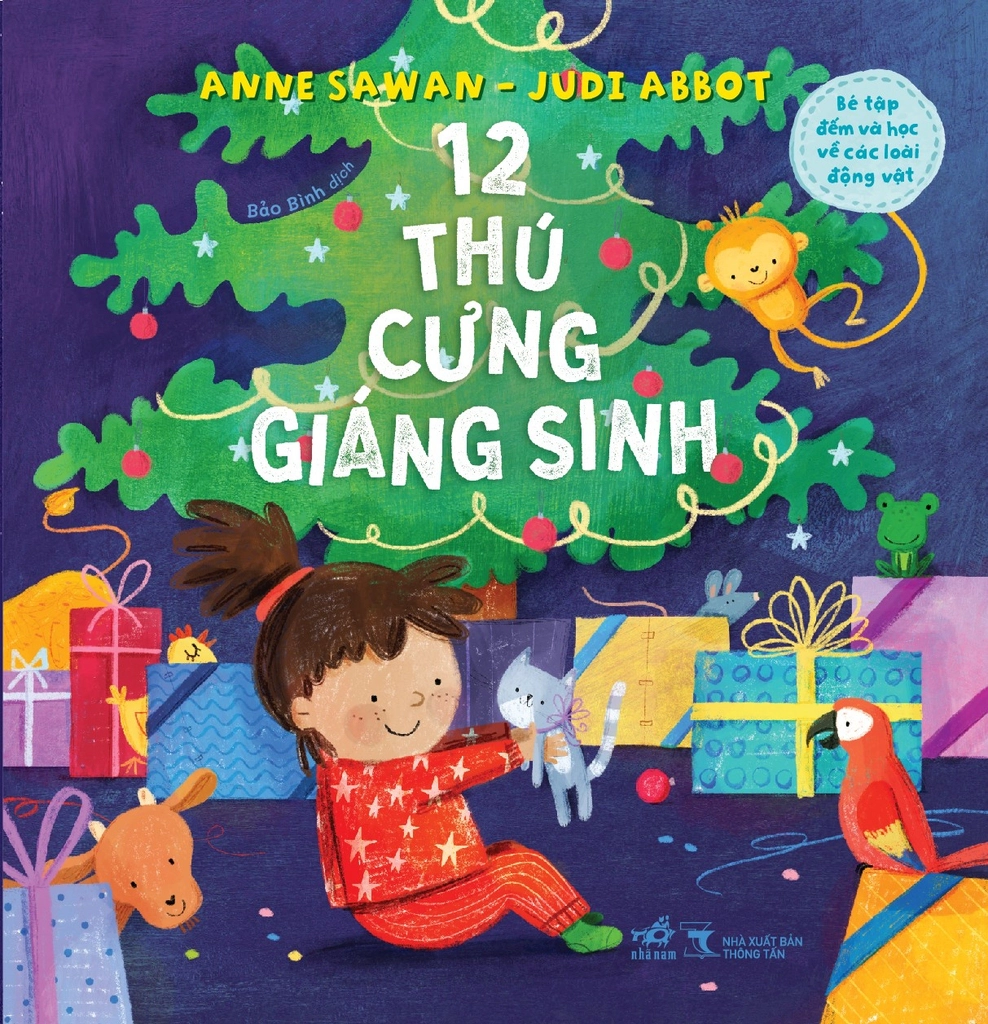 ANNE SAWAN - JUDI ABBOT
12
THÚ
CƯNG
GIÁNG SINH
Bảo Bình dịch
Bé tập
đếm và học
về các loài
động vật
nhã nam
NHÀ XUẤT BẢN
THÔNG TẤN